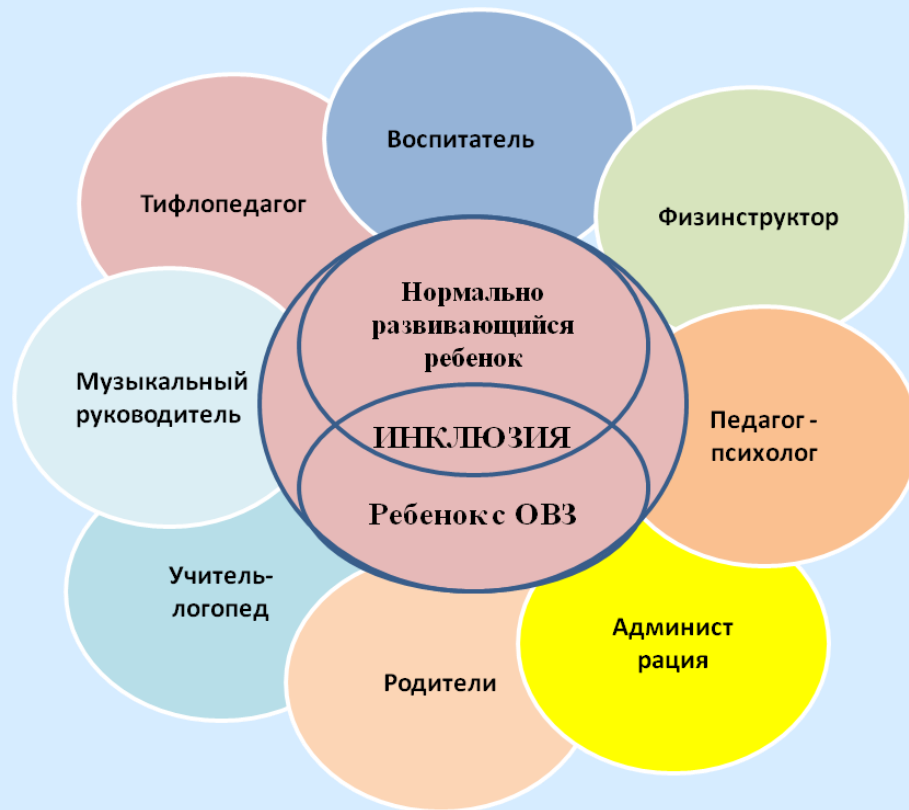 Воспитатель
Тифлопедагог
Физинструктор
Нормально
развивающийся
ребенок
Музыкальный
руководитель
ИНКЛЮЗИЯ
Педагог -
психолог
Ребенок с ОВЗ
Учитель-
логопед
Админист
рация
Родители